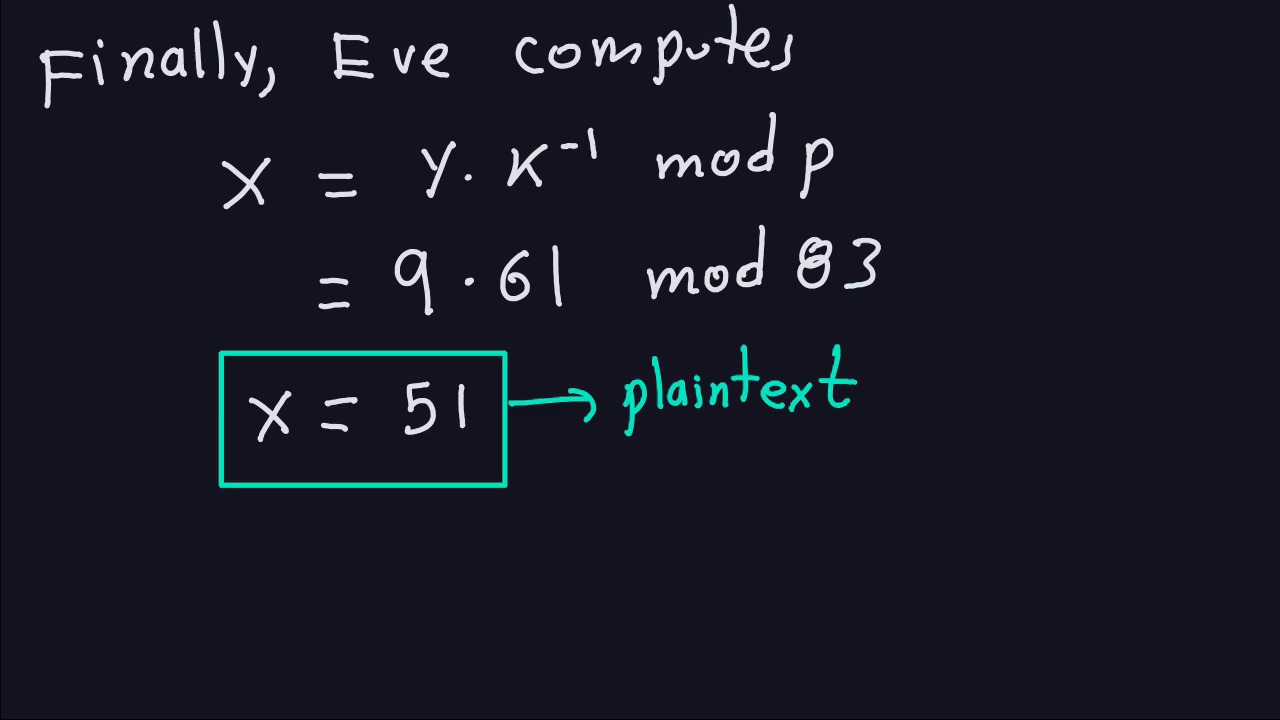 Finally, Eve computes
x = y. K⁻¹ mod p
= 9 · 61 mod 83
x = 51 → plaintext